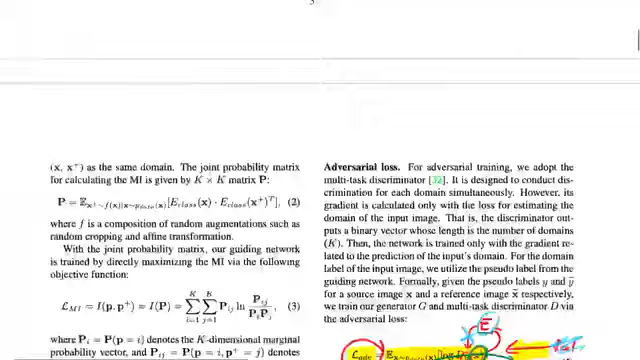 (x, x⁺) as the same domain. The joint probability matrix
for calculating the MI is given by K × K matrix P:
P = 𝔼ₓ₊∼f(x)|x∼p_data(x)[E_class(x) · E_class(x⁺)ᵀ], (2)
where f is a composition of random augmentations such as
random cropping and affine transformation.
With the joint probability matrix, our guiding network
is trained by directly maximizing the MI via the following
objective function:
𝓛_MI = I(p, p⁺) = I(P) = ∑_{i=1}^{K} ∑_{j=1}^{K} P_ij ln P_ij / P_iP_j, (3)
where P_i = P(p = i) denotes the K-dimensional marginal
probability vector, and P_ij = P(p = i, p⁺ = j) denotes
Adversarial loss. For adversarial training, we adopt the
multi-task discriminator [32]. It is designed to conduct dis-
crimination for each domain simultaneously. However, its
gradient is calculated only with the loss for estimating the
domain of the input image. That is, the discriminator out-
puts a binary vector whose length is the number of domains
(K). Then, the network is trained only with the gradient re-
lated to the prediction of the input's domain. For the domain
label of the input image, we utilize the pseudo label from the
guiding network. Formally, given the pseudo labels y and ỹ
for a source image x and a reference image x̃ respectively,
we train our generator G and multi-task discriminator D via
the adversarial loss:
𝓛_adv = 𝔼ₓ∼p_data(x)[log D